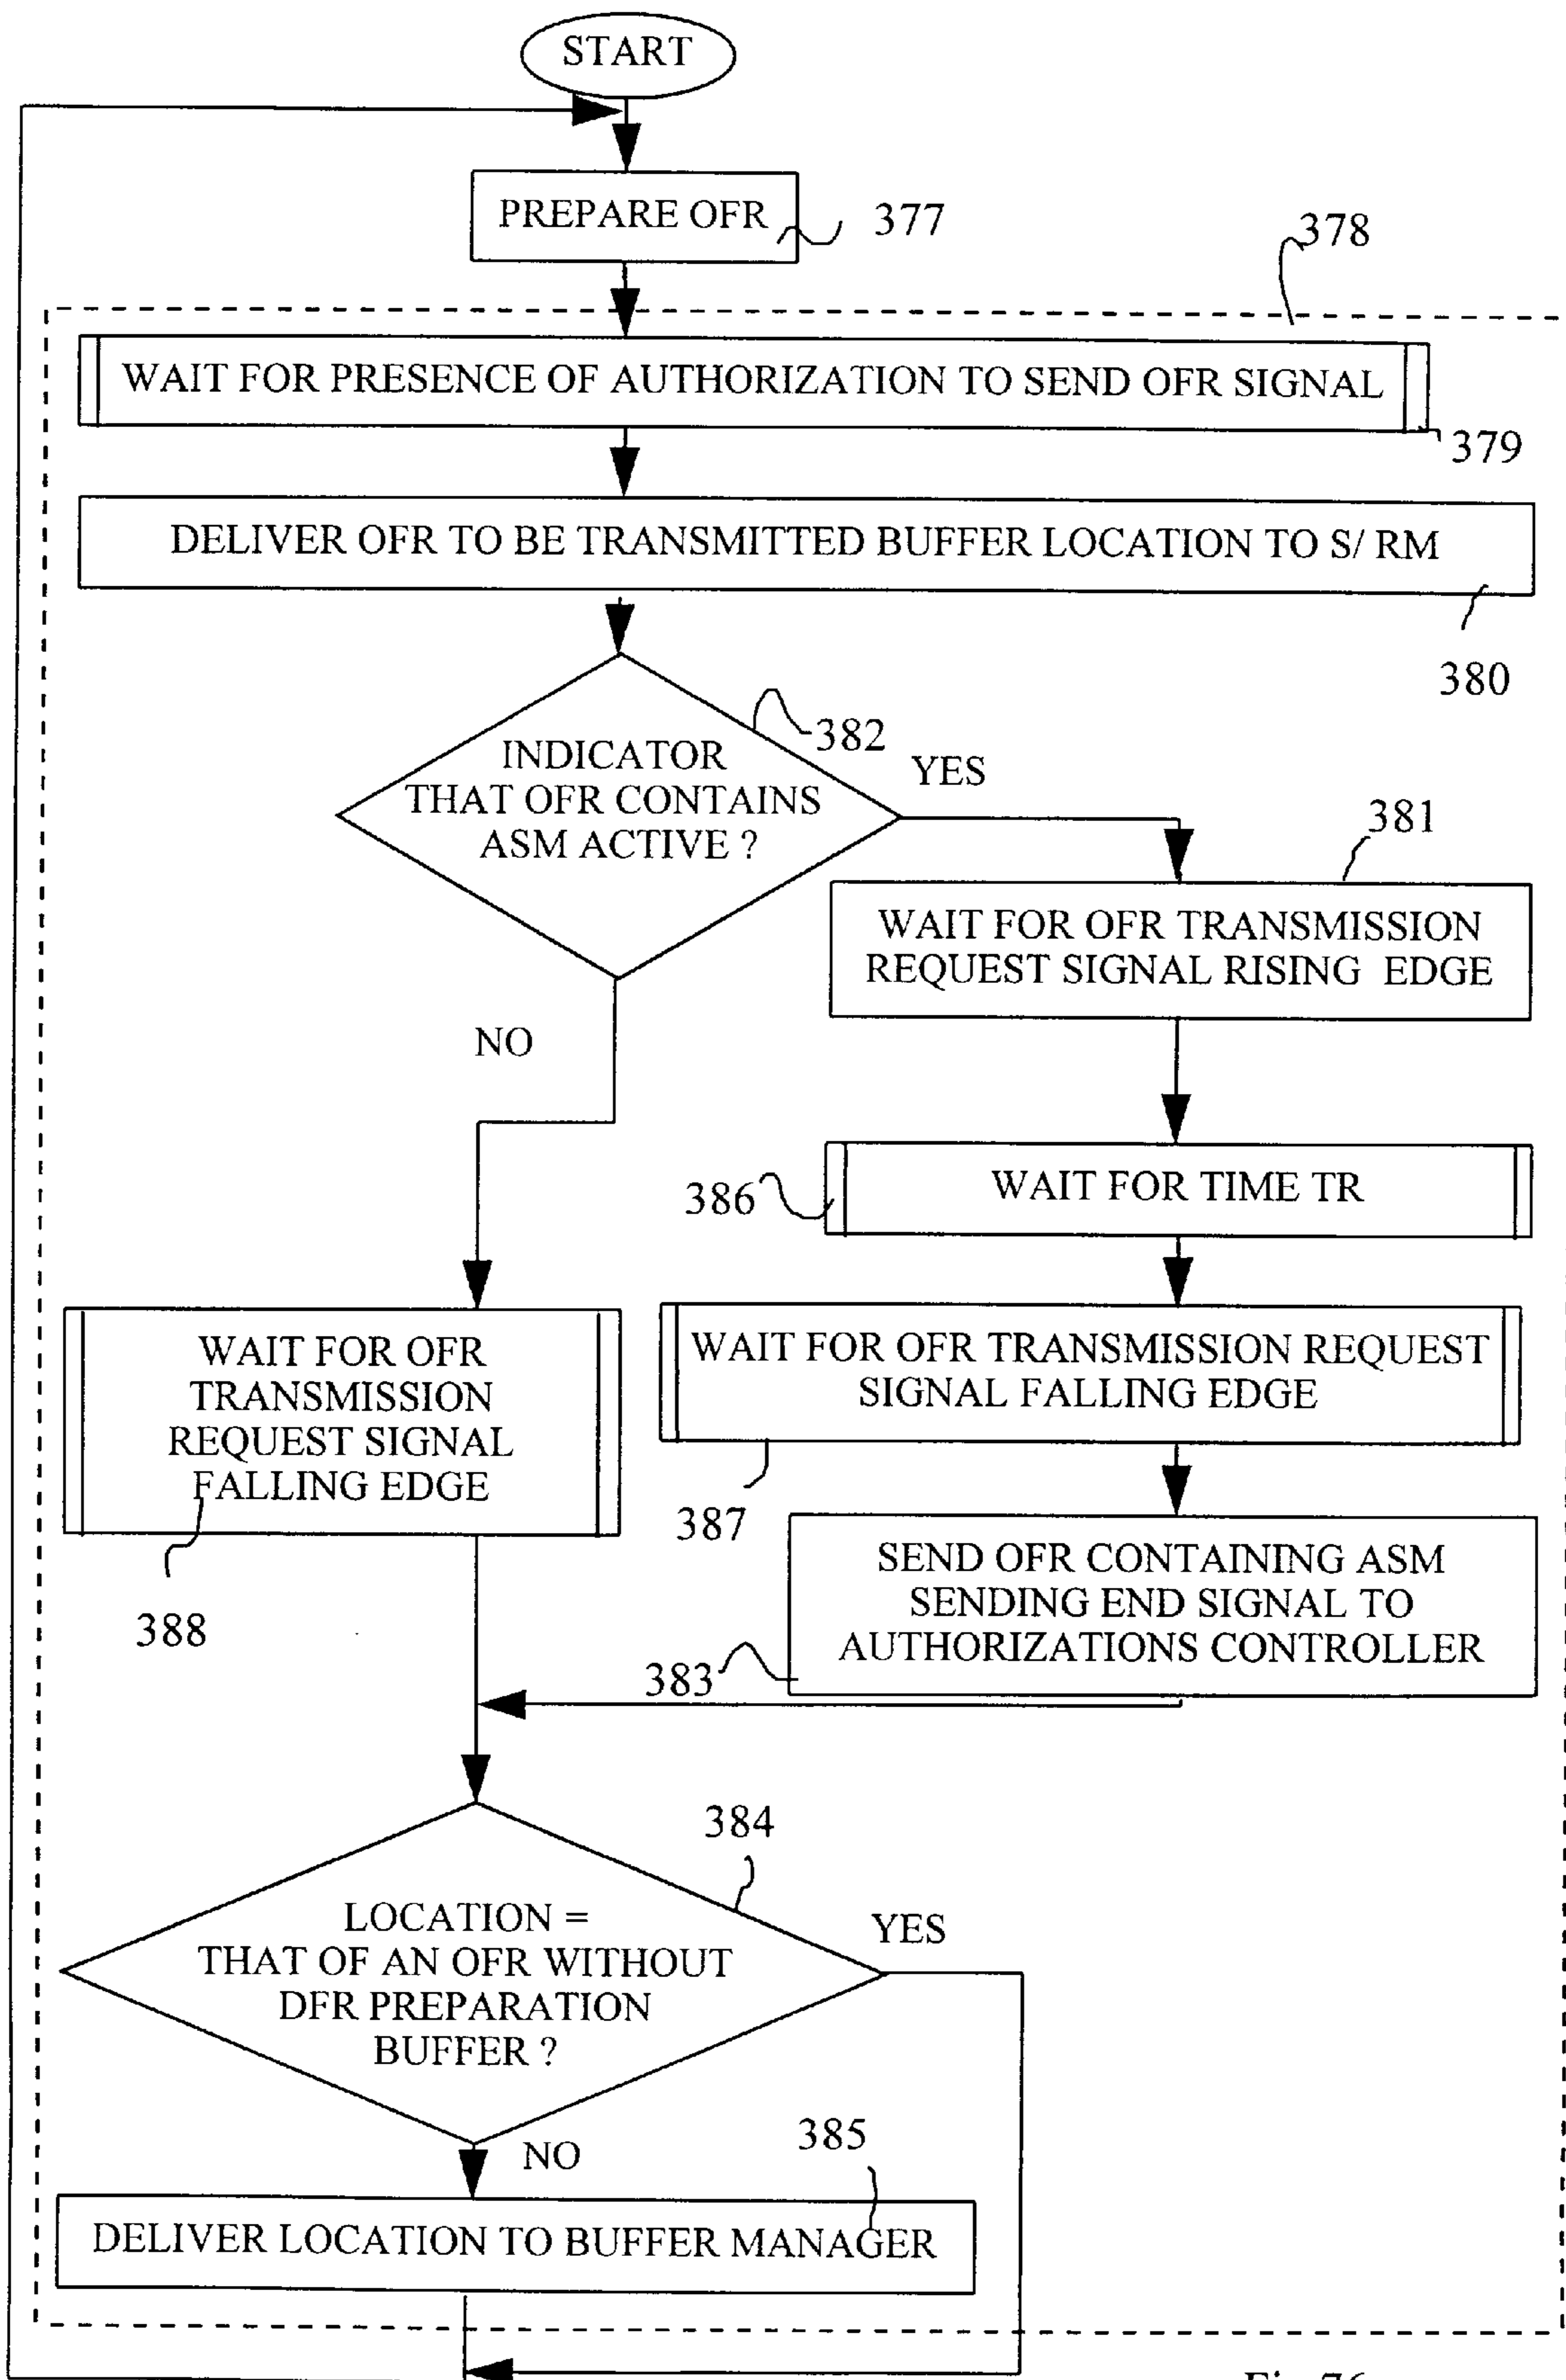 START
PREPARE OFR
377
378
WAIT FOR PRESENCE OF AUTHORIZATION TO SEND OFR SIGNAL
379
DELIVER OFR TO BE TRANSMITTED BUFFER LOCATION TO S/ RM
380
382
INDICATOR
THAT OFR CONTAINS
ASM ACTIVE ?
YES
381
WAIT FOR OFR TRANSMISSION
REQUEST SIGNAL RISING EDGE
NO
386
WAIT FOR TIME TR
WAIT FOR OFR
TRANSMISSION
REQUEST SIGNAL
FALLING EDGE
388
WAIT FOR OFR TRANSMISSION REQUEST
SIGNAL FALLING EDGE
387
SEND OFR CONTAINING ASM
SENDING END SIGNAL TO
AUTHORIZATIONS CONTROLLER
383
384
LOCATION =
THAT OF AN OFR WITHOUT
DFR PREPARATION
BUFFER ?
YES
NO
385
DELIVER LOCATION TO BUFFER MANAGER